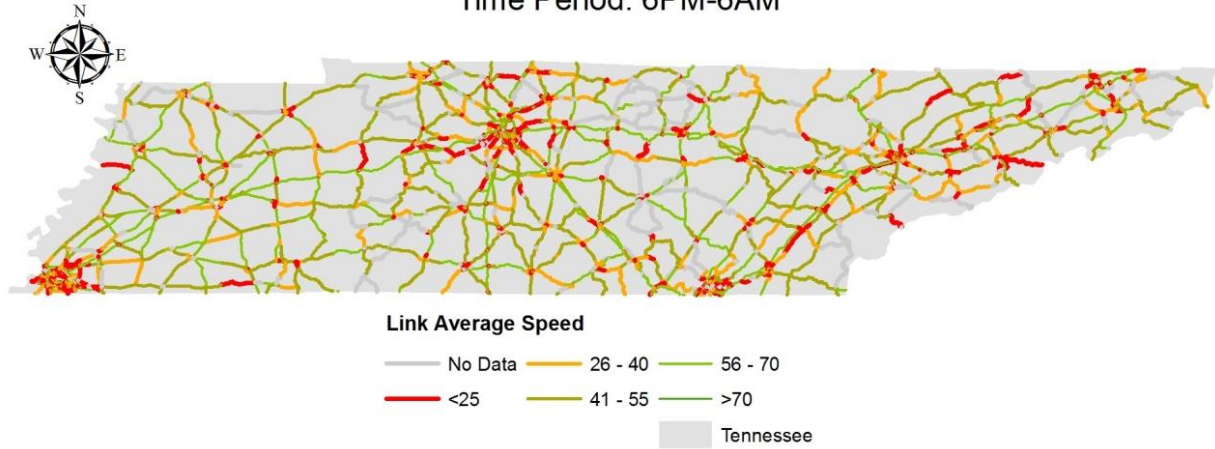 Time Period: 6PM-6AM
N
W E
S
Link Average Speed
No Data 26 - 40 56 - 70
<25 41 - 55 >70
Tennessee